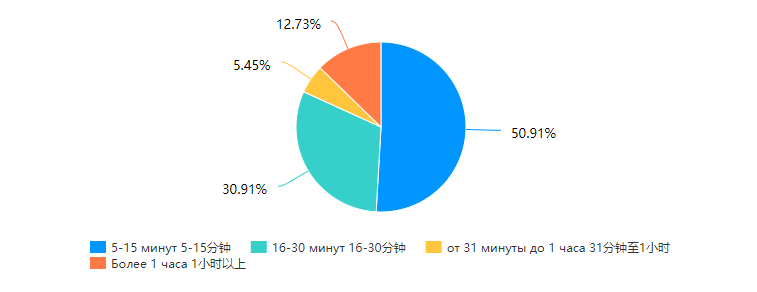 12.73%
5.45%
50.91%
30.91%
5-15 минут 5-15分钟 16-30 минут 16-30分钟 от 31 минуты до 1 часа 31分钟至1小时
Более 1 часа 1小时以上